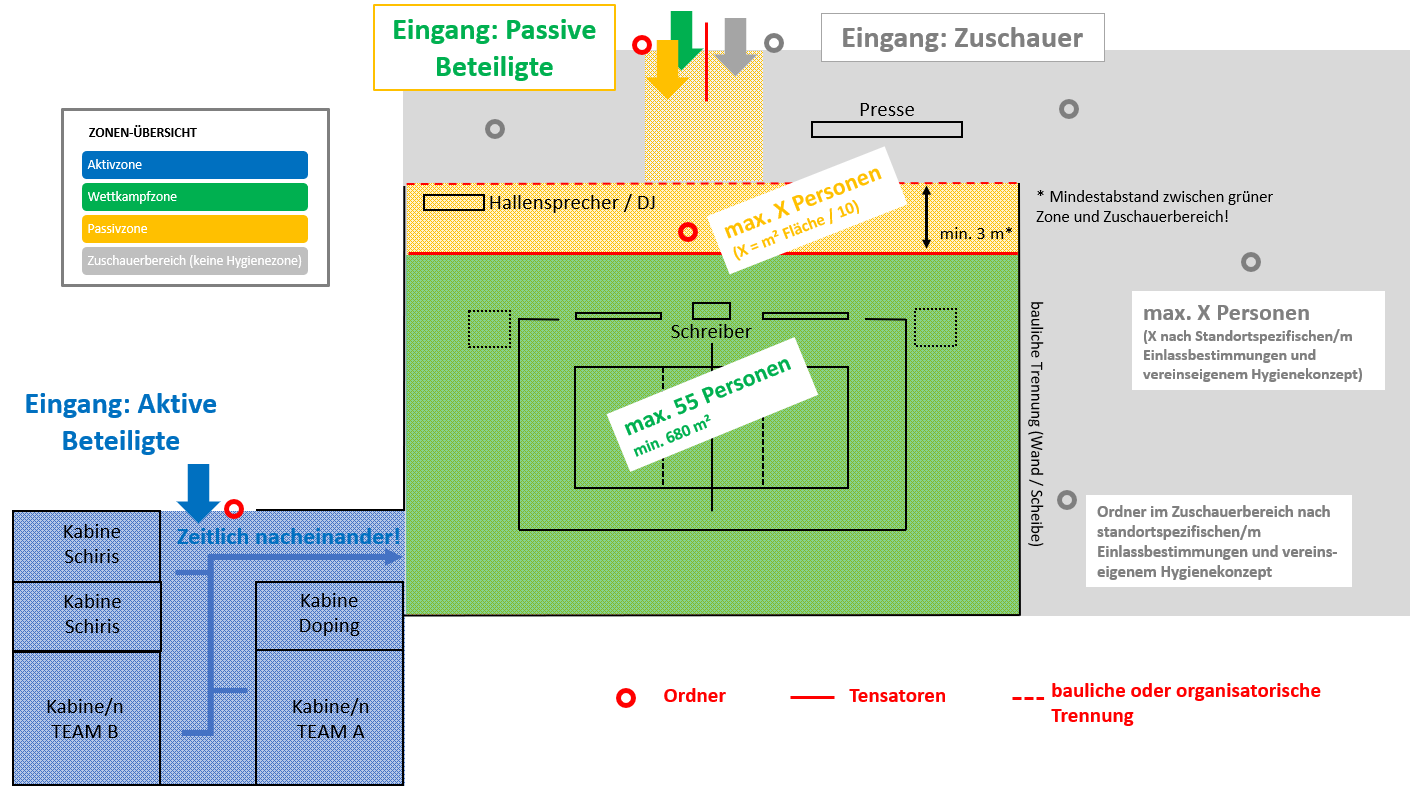 Eingang: Passive
Beteiligte
Eingang: Zuschauer
Presse
ZONEN-ÜBERSICHT
Aktivzone
Wettkampfzone
Passivzone
Zuschauerbereich (keine Hygienezone)
Hallensprecher / DJ
max. X Personen
(X = m² Fläche / 10)
min. 3 m*
* Mindestabstand zwischen grüner
Zone und Zuschauerbereich!
max. X Personen
(X nach Standortspezifischen/m
Einlassbestimmungen und
vereinseigenem Hygienekonzept)
bauliche Trennung (Wand / Scheibe)
Schreiber
max. 55 Personen
min. 680 m²
Eingang: Aktive
Beteiligte
Zeitlich nacheinander!
Kabine
Schiris
Kabine
Schiris
Kabine
Doping
Kabine/n
TEAM B
Kabine/n
TEAM A
Ordner im Zuschauerbereich nach
standortspezifischen/m
Einlassbestimmungen und vereins-
eigenem Hygienekonzept
Ordner
Tensatoren
bauliche oder organisatorische
Trennung